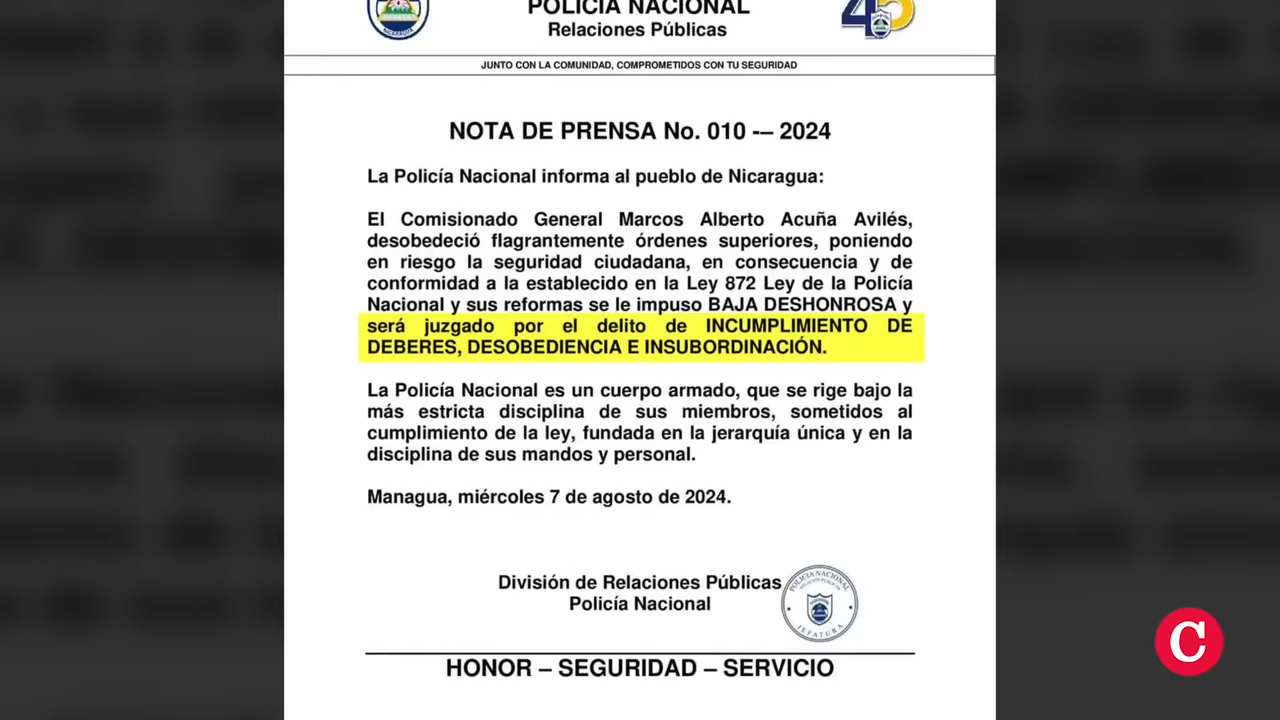 POLICÍA NACIONAL
Relaciones Públicas
NICARAGUA
45
JUNTO CON LA COMUNIDAD, COMPROMETIDOS CON TU SEGURIDAD
NOTA DE PRENSA No. 010 -– 2024
La Policía Nacional informa al pueblo de Nicaragua:
El Comisionado General Marcos Alberto Acuña Avilés,
desobedeció flagrantemente órdenes superiores, poniendo
en riesgo la seguridad ciudadana, en consecuencia y de
conformidad a la establecido en la Ley 872 Ley de la Policía
Nacional y sus reformas se le impuso BAJA DESHONROSA y
será juzgado por el delito de INCUMPLIMIENTO DE
DEBERES, DESOBEDIENCIA E INSUBORDINACIÓN.
La Policía Nacional es un cuerpo armado, que se rige bajo la
más estricta disciplina de sus miembros, sometidos al
cumplimiento de la ley, fundada en la jerarquía única y en la
disciplina de sus mandos y personal.
Managua, miércoles 7 de agosto de 2024.
División de Relaciones Públicas
Policía Nacional
POLICIA NACIONAL
RELACIONES PUBLICAS
JEFATURA
HONOR – SEGURIDAD – SERVICIO
C